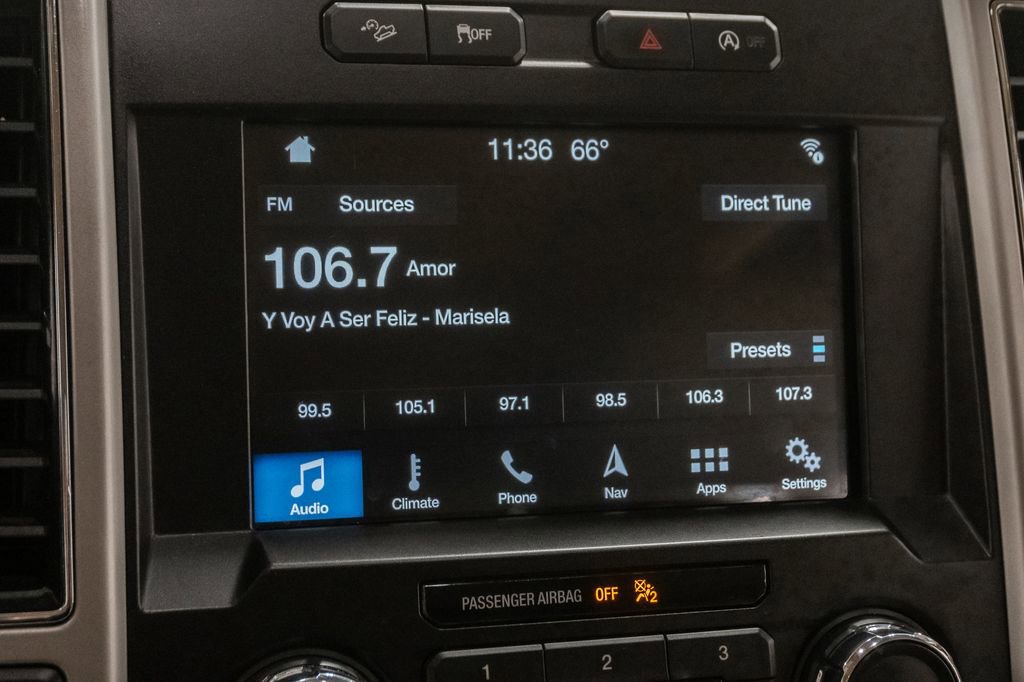 OFF
A OFF
11:36 66°
FM Sources Direct Tune
106.7 Amor
Y Voy A Ser Feliz - Marisela
Presets
99.5 105.1 97.1 98.5 106.3 107.3
Audio Climate Phone Nav Apps Settings
PASSENGER AIRBAG OFF 2
1 2 3